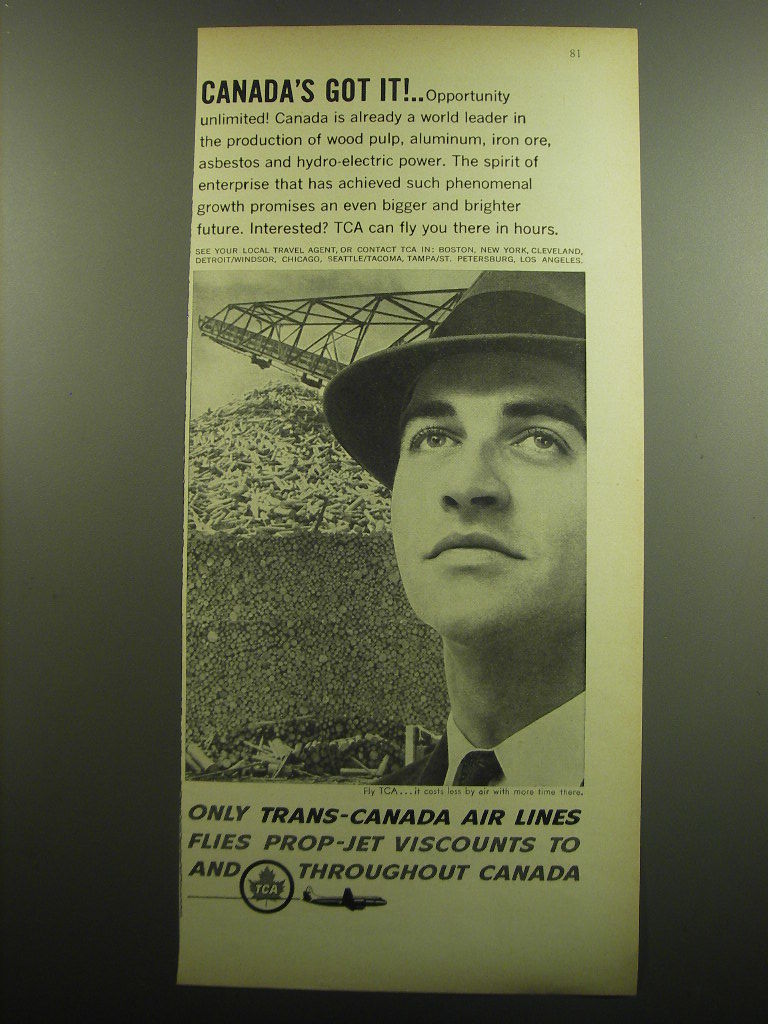 81
CANADA'S GOT IT!..Opportunity
unlimited! Canada is already a world leader in
the production of wood pulp, aluminum, iron ore,
asbestos and hydro-electric power. The spirit of
enterprise that has achieved such phenomenal
growth promises an even bigger and brighter
future. Interested? TCA can fly you there in hours.
SEE YOUR LOCAL TRAVEL AGENT, OR CONTACT TCA IN: BOSTON, NEW YORK, CLEVELAND,
DETROIT/WINDSOR, CHICAGO, SEATTLE/TACOMA, TAMPA/ST. PETERSBURG, LOS ANGELES.
Fly TCA...it costs less by air with more time there.
ONLY TRANS-CANADA AIR LINES
FLIES PROP-JET VISCOUNTS TO
AND TCA THROUGHOUT CANADA